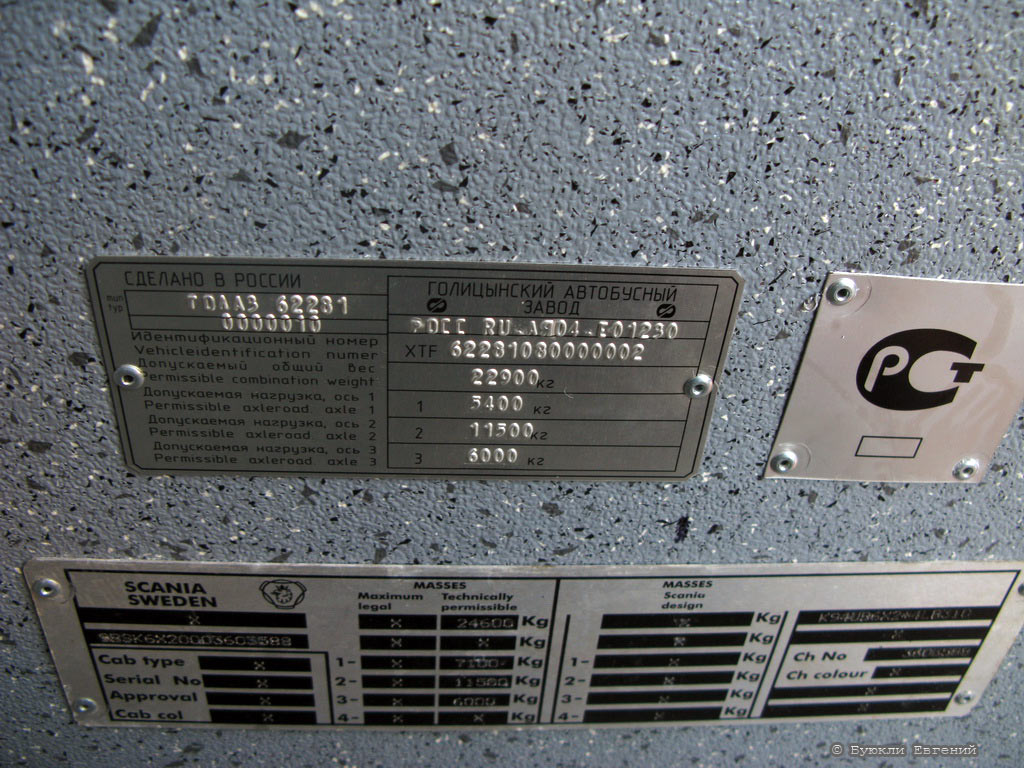 СДЕЛАНО В РОССИИ
тип
typ
ГОЛАЗ 62281
0000010
Идентификационный номер
Vehicleidentification numer
Допускаемый общий вес
Permissible combination weight
Допускаемая нагрузка, ось 1
Permissible axleroad. axle 1
Допускаемая нагрузка, ось 2
Permissible axleroad. axle 2
Допускаемая нагрузка, ось 3
Permissible axleroad. axle 3
ГОЛИЦЫНСКИЙ АВТОБУСНЫЙ
ЗАВОД
РОСС RU.АЯ04.Е01230
XTF 62281080000002
22900 кг
1 5400 кг
2 11500 кг
3 6000 кг
РСТ
SCANIA
SWEDEN
X
9BSK6X20003603588
Cab type X
Serial No X
Approval X
Cab col X
MASSES
Maximum legal
Technically permissible
X 24600 Kg
X X Kg
1- X 7100 Kg
2- X 11500 Kg
3- X 6000 Kg
4- X X Kg
MASSES
Scania
design
X Kg
X Kg
1- X Kg
2- X Kg
3- X Kg
4- X Kg
X
Ch No 3603588
Ch colour X
X
© Буюкли Евгений